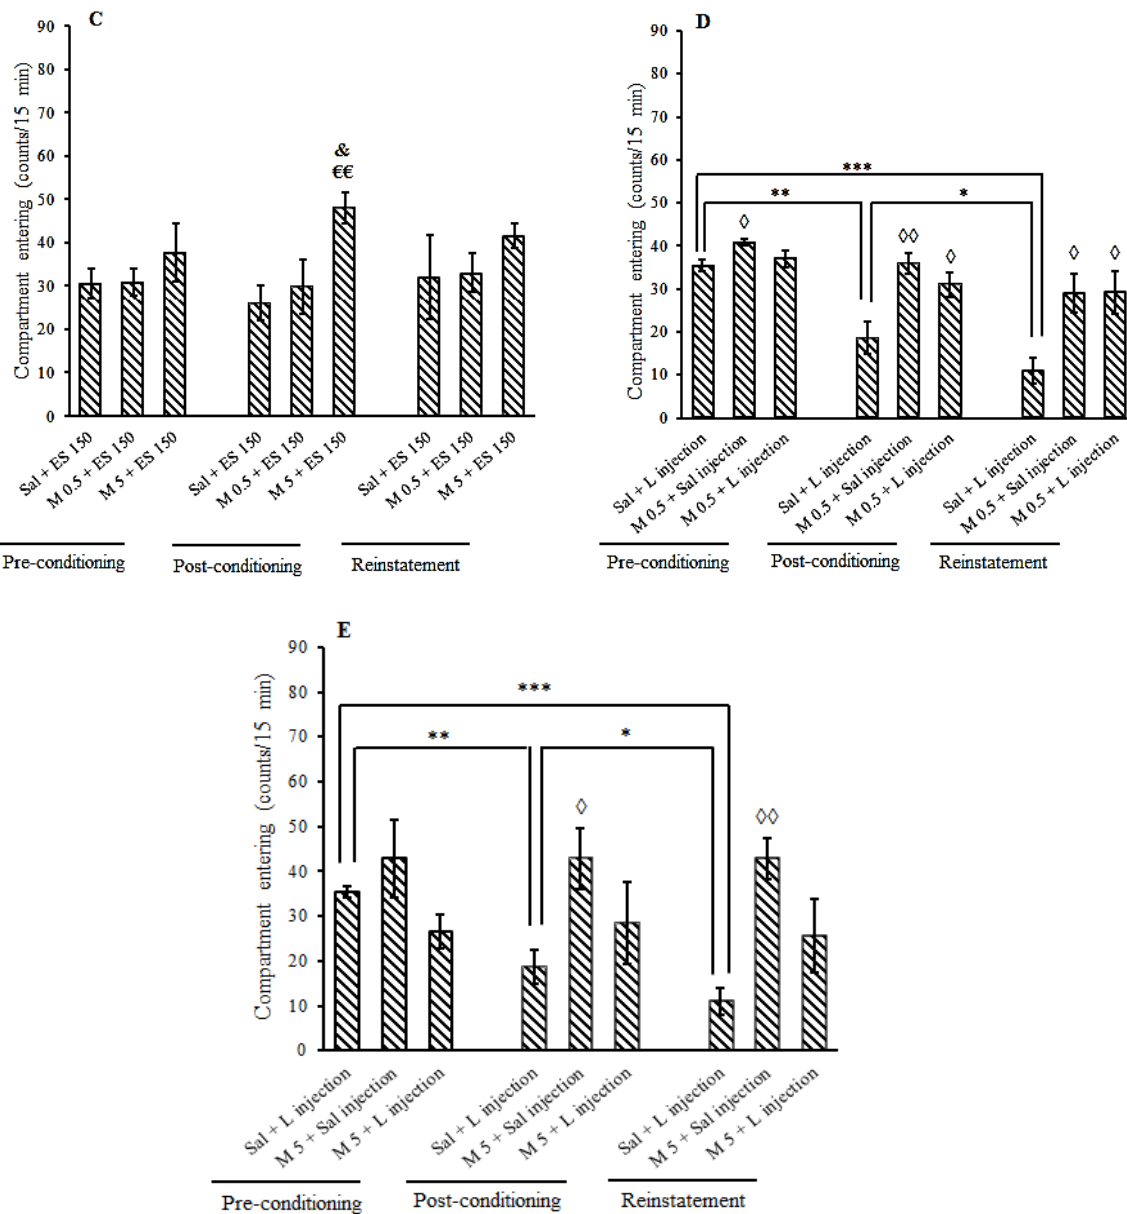 C
Compartment entering (counts/15 min)
90
80
70
60
50
40
30
20
10
0
&
€€
Sal + ES 150
M 0.5 + ES 150
M 5 + ES 150
Sal + ES 150
M 0.5 + ES 150
M 5 + ES 150
Sal + ES 150
M 0.5 + ES 150
M 5 + ES 150
Pre-conditioning
Post-conditioning
Reinstatement
D
Compartment entering (counts/15 min)
90
80
70
60
50
40
30
20
10
0
***
**
*
◊
◊◊
◊
◊
◊
Sal + L injection
M 0.5 + Sal injection
M 0.5 + L injection
Sal + L injection
M 0.5 + Sal injection
M 0.5 + L injection
Sal + L injection
M 0.5 + Sal injection
M 0.5 + L injection
Pre-conditioning
Post-conditioning
Reinstatement
E
Compartment entering (counts/15 min)
90
80
70
60
50
40
30
20
10
0
***
**
*
◊
◊◊
Sal + L injection
M 5 + Sal injection
M 5 + L injection
Sal + L injection
M 5 + Sal injection
M 5 + L injection
Sal + L injection
M 5 + Sal injection
M 5 + L injection
Pre-conditioning
Post-conditioning
Reinstatement